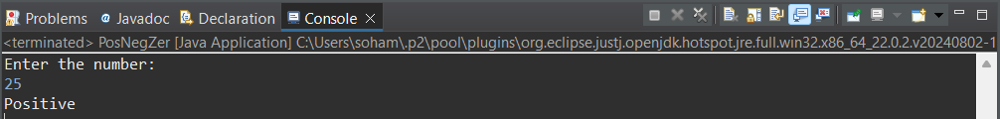 Problems @ Javadoc Declaration Console
<terminated> PosNegZer [Java Application] C:\Users\soham\.p2\pool\plugins\org.eclipse.justj.openjdk.hotspot.jre.full.win32.x86_64_22.0.2.v20240802-1
Enter the number:
25
Positive